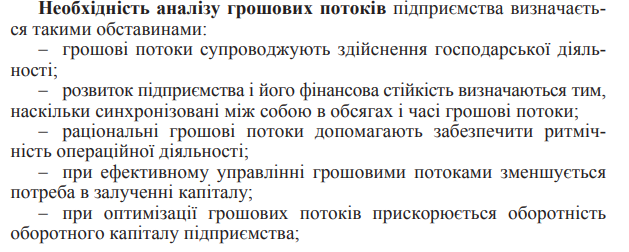 Необхідність аналізу грошових потоків підприємства визначаєть-
ся такими обставинами:
– грошові потоки супроводжують здійснення господарської діяль-
ності;
– розвиток підприємства і його фінансова стійкість визначаються тим,
наскільки синхронізовані між собою в обсягах і часі грошові потоки;
– раціональні грошові потоки допомагають забезпечити ритміч-
ність операційної діяльності;
– при ефективному управлінні грошовими потоками зменшується
потреба в залученні капіталу;
– при оптимізації грошових потоків прискорюється оборотність
оборотного капіталу підприємства;